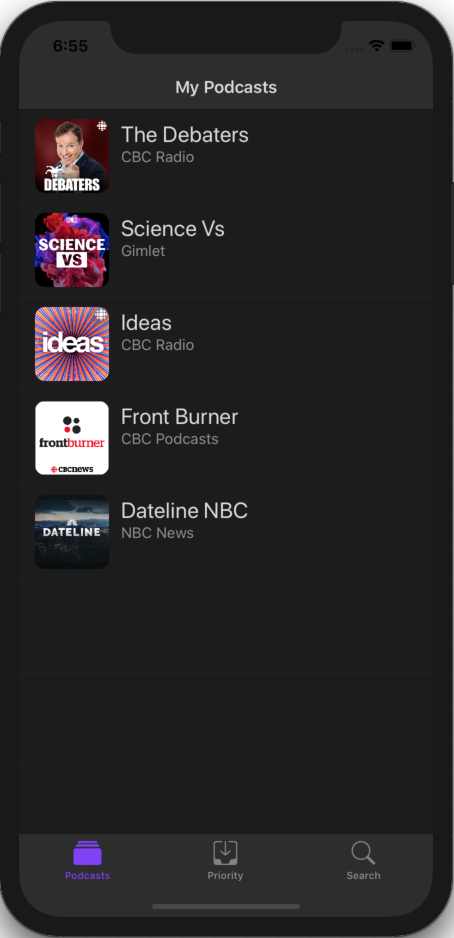 6:55
My Podcasts
DEBATERS
The Debaters
CBC Radio
SCIENCE
VS
Science Vs
Gimlet
ideas
Ideas
CBC Radio
frontburner
cbcnews
Front Burner
CBC Podcasts
DATELINE
Dateline NBC
NBC News
Podcasts
Priority
Search